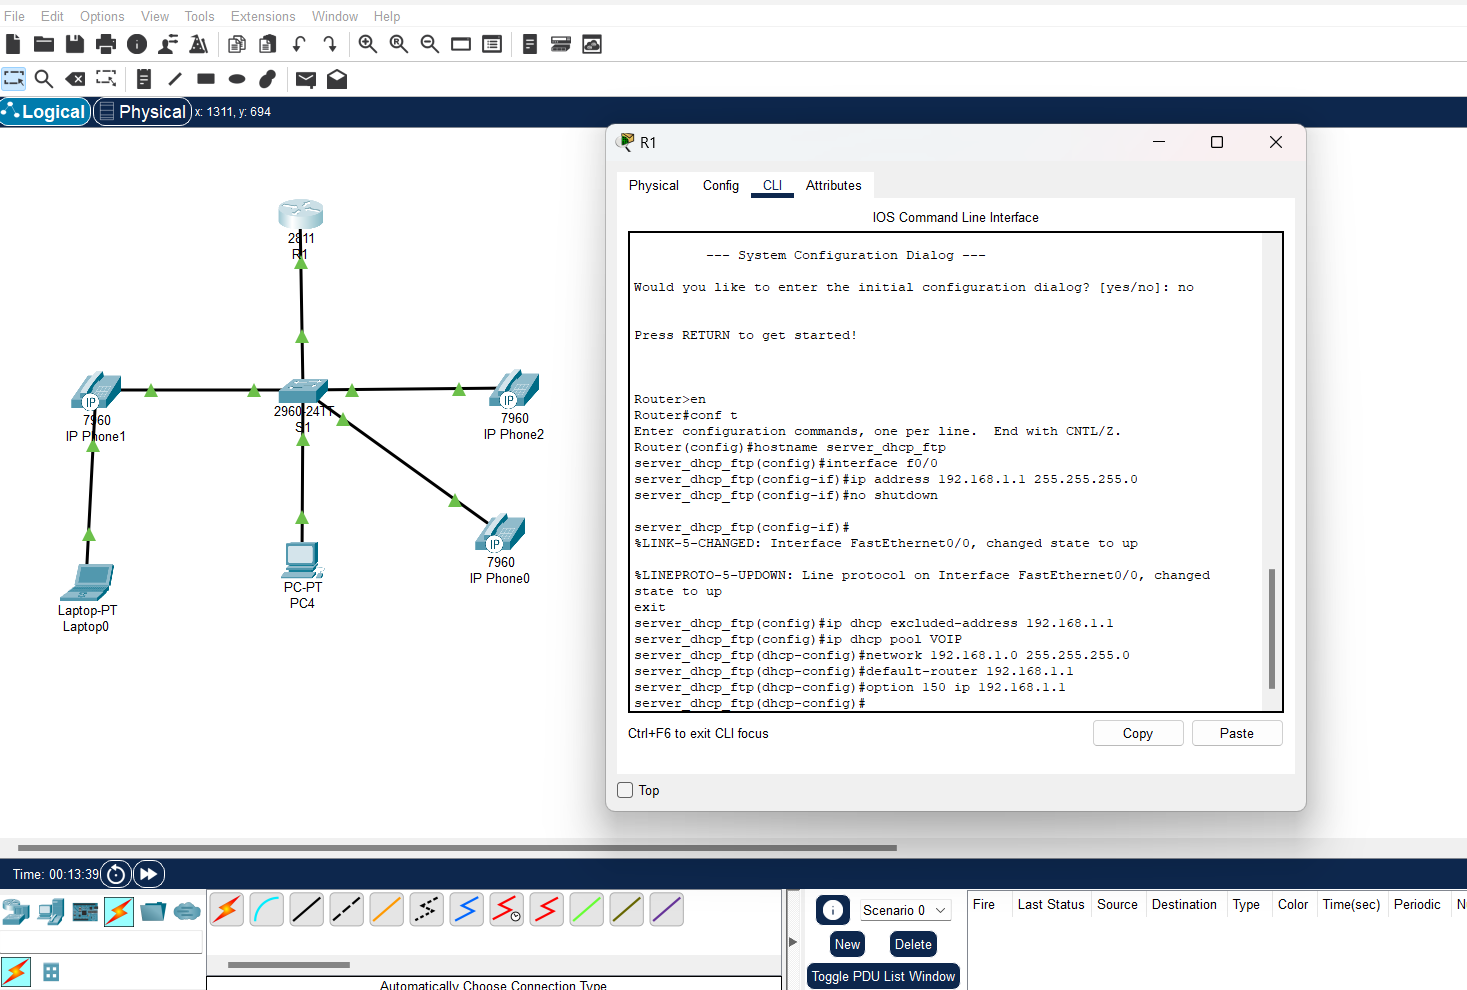 File Edit Options View Tools Extensions Window Help
Logical Physical x: 1311, y: 694
2811
R1
7960
IP Phone1
2960-24TT
S1
7960
IP Phone2
7960
IP Phone0
PC-PT
PC4
Laptop-PT
Laptop0
IP
IP
IP
R1
Physical Config CLI Attributes
IOS Command Line Interface
--- System Configuration Dialog ---
Would you like to enter the initial configuration dialog? [yes/no]: no
Press RETURN to get started!
Router>en
Router#conf t
Enter configuration commands, one per line.  End with CNTL/Z.
Router(config)#hostname server_dhcp_ftp
server_dhcp_ftp(config)#interface f0/0
server_dhcp_ftp(config-if)#ip address 192.168.1.1 255.255.255.0
server_dhcp_ftp(config-if)#no shutdown
server_dhcp_ftp(config-if)#
%LINK-5-CHANGED: Interface FastEthernet0/0, changed state to up
%LINEPROTO-5-UPDOWN: Line protocol on Interface FastEthernet0/0, changed
state to up
exit
server_dhcp_ftp(config)#ip dhcp excluded-address 192.168.1.1
server_dhcp_ftp(config)#ip dhcp pool VOIP
server_dhcp_ftp(dhcp-config)#network 192.168.1.0 255.255.255.0
server_dhcp_ftp(dhcp-config)#default-router 192.168.1.1
server_dhcp_ftp(dhcp-config)#option 150 ip 192.168.1.1
server_dhcp_ftp(dhcp-config)#
Ctrl+F6 to exit CLI focus
Copy Paste
Top
Time: 00:13:39
Scenario 0
New Delete
Toggle PDU List Window
Fire Last Status Source Destination Type Color Time(sec) Periodic
Automatically Choose Connection Type